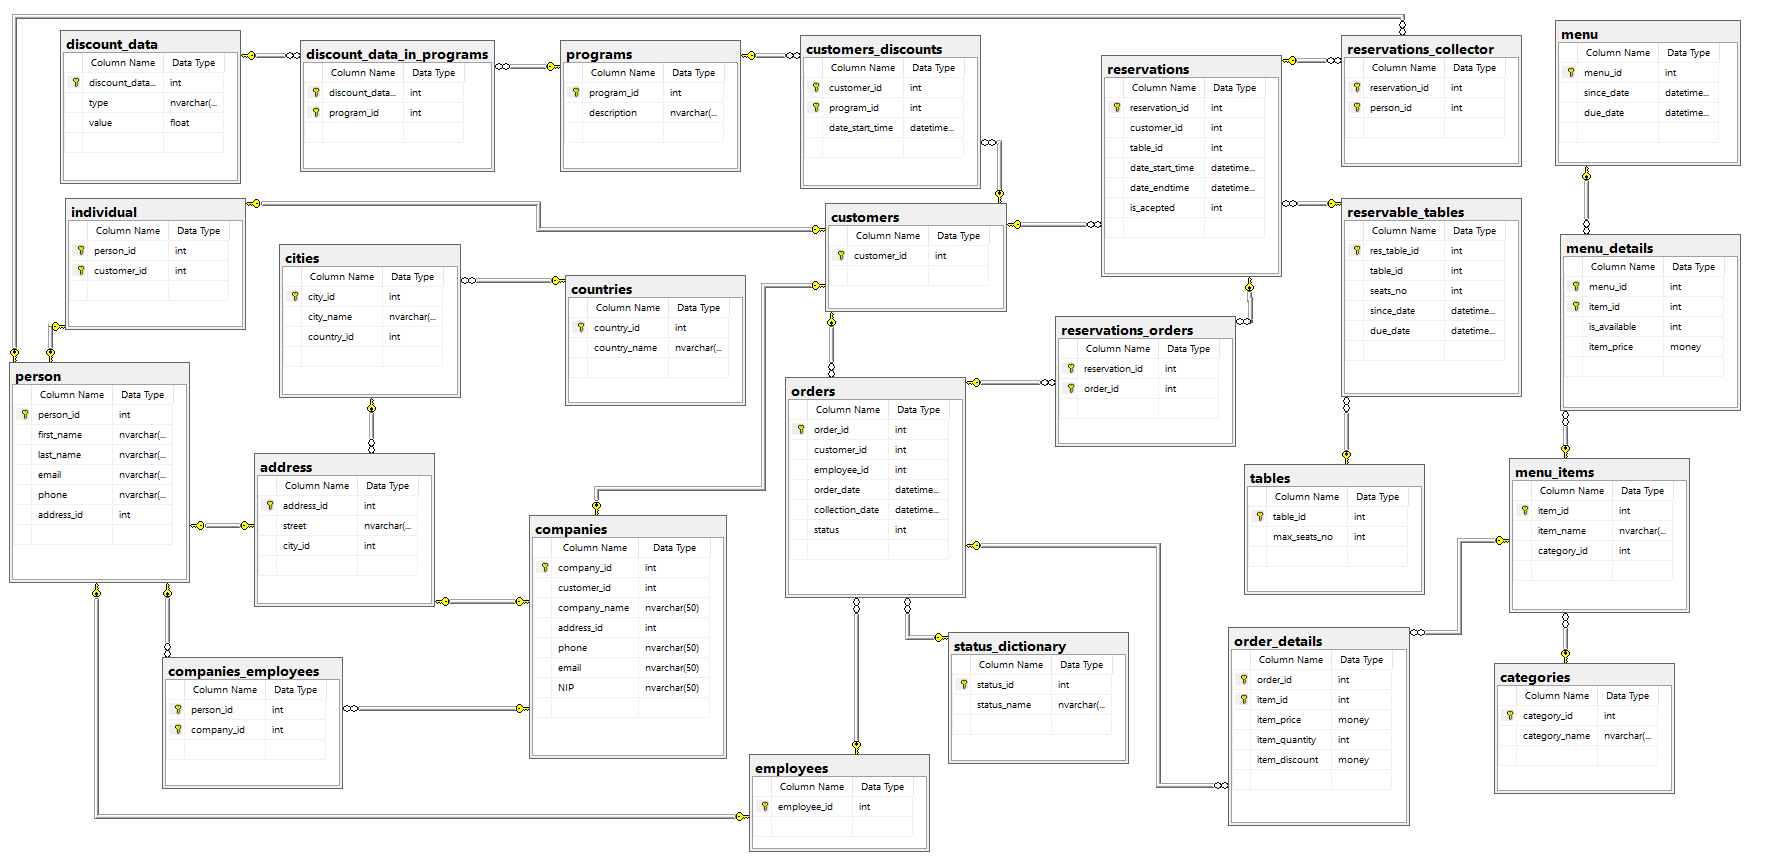 discount_data
Column Name Data Type
discount_data... int
type nvarchar(...
value float
discount_data_in_programs
Column Name Data Type
discount_data... int
program_id int
programs
Column Name Data Type
program_id int
description nvarchar(...
customers_discounts
Column Name Data Type
customer_id int
program_id int
date_start_time datetime...
reservations
Column Name Data Type
reservation_id int
customer_id int
table_id int
date_start_time datetime...
date_endtime datetime...
is_acepted int
reservations_collector
Column Name Data Type
reservation_id int
person_id int
menu
Column Name Data Type
menu_id int
since_date datetime...
due_date datetime...
individual
Column Name Data Type
person_id int
customer_id int
cities
Column Name Data Type
city_id int
city_name nvarchar(...
country_id int
countries
Column Name Data Type
country_id int
country_name nvarchar(...
customers
Column Name Data Type
customer_id int
reservable_tables
Column Name Data Type
res_table_id int
table_id int
seats_no int
since_date datetime...
due_date datetime...
menu_details
Column Name Data Type
menu_id int
item_id int
is_available int
item_price money
reservations_orders
Column Name Data Type
reservation_id int
order_id int
person
Column Name Data Type
person_id int
first_name nvarchar(...
last_name nvarchar(...
email nvarchar(...
phone nvarchar(...
address_id int
address
Column Name Data Type
address_id int
street nvarchar(...
city_id int
orders
Column Name Data Type
order_id int
customer_id int
employee_id int
order_date datetime...
collection_date datetime...
status int
tables
Column Name Data Type
table_id int
max_seats_no int
menu_items
Column Name Data Type
item_id int
item_name nvarchar(...
category_id int
companies
Column Name Data Type
company_id int
customer_id int
company_name nvarchar(50)
address_id int
phone nvarchar(50)
email nvarchar(50)
NIP nvarchar(50)
companies_employees
Column Name Data Type
person_id int
company_id int
status_dictionary
Column Name Data Type
status_id int
status_name nvarchar(...
order_details
Column Name Data Type
order_id int
item_id int
item_price money
item_quantity int
item_discount money
categories
Column Name Data Type
category_id int
category_name nvarchar(...
employees
Column Name Data Type
employee_id int